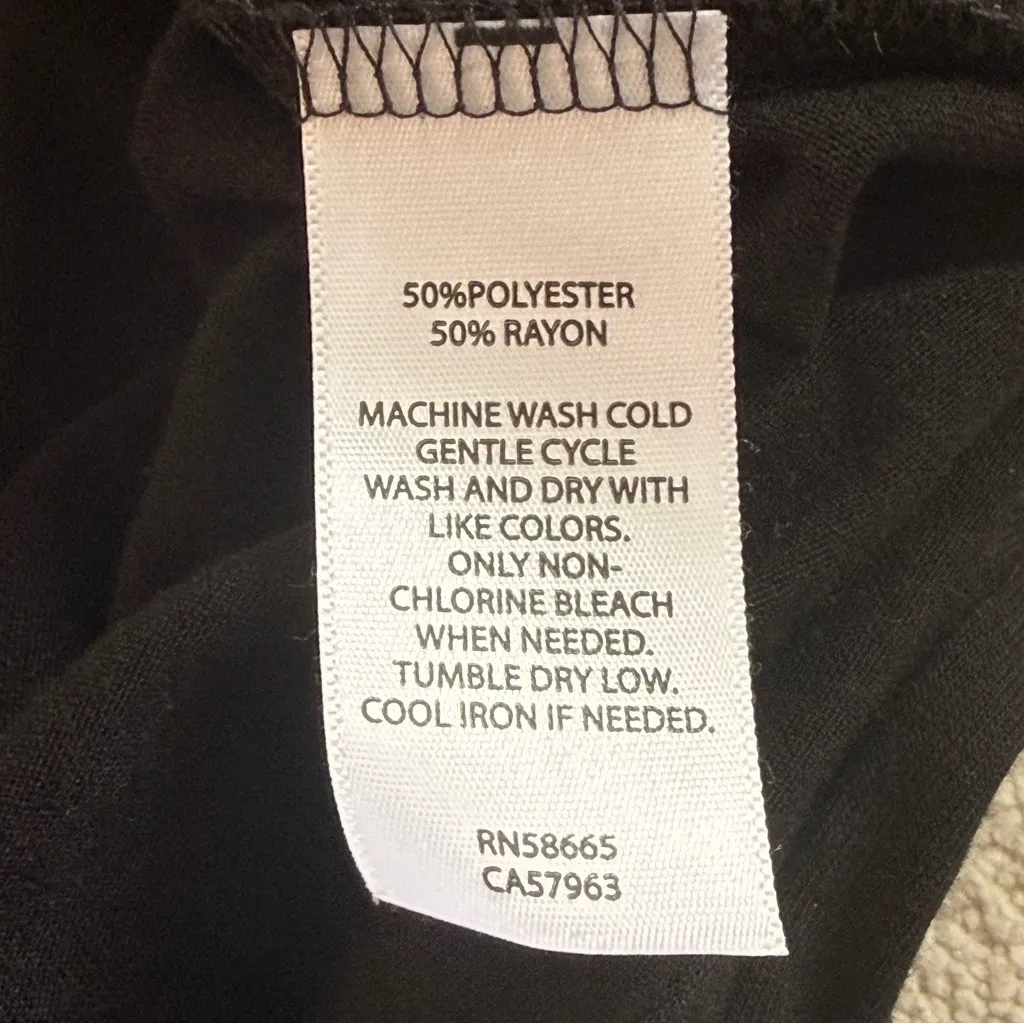 50%POLYESTER
50% RAYON
MACHINE WASH COLD
GENTLE CYCLE
WASH AND DRY WITH
LIKE COLORS.
ONLY NON-
CHLORINE BLEACH
WHEN NEEDED.
TUMBLE DRY LOW.
COOL IRON IF NEEDED.
RN58665
CA57963